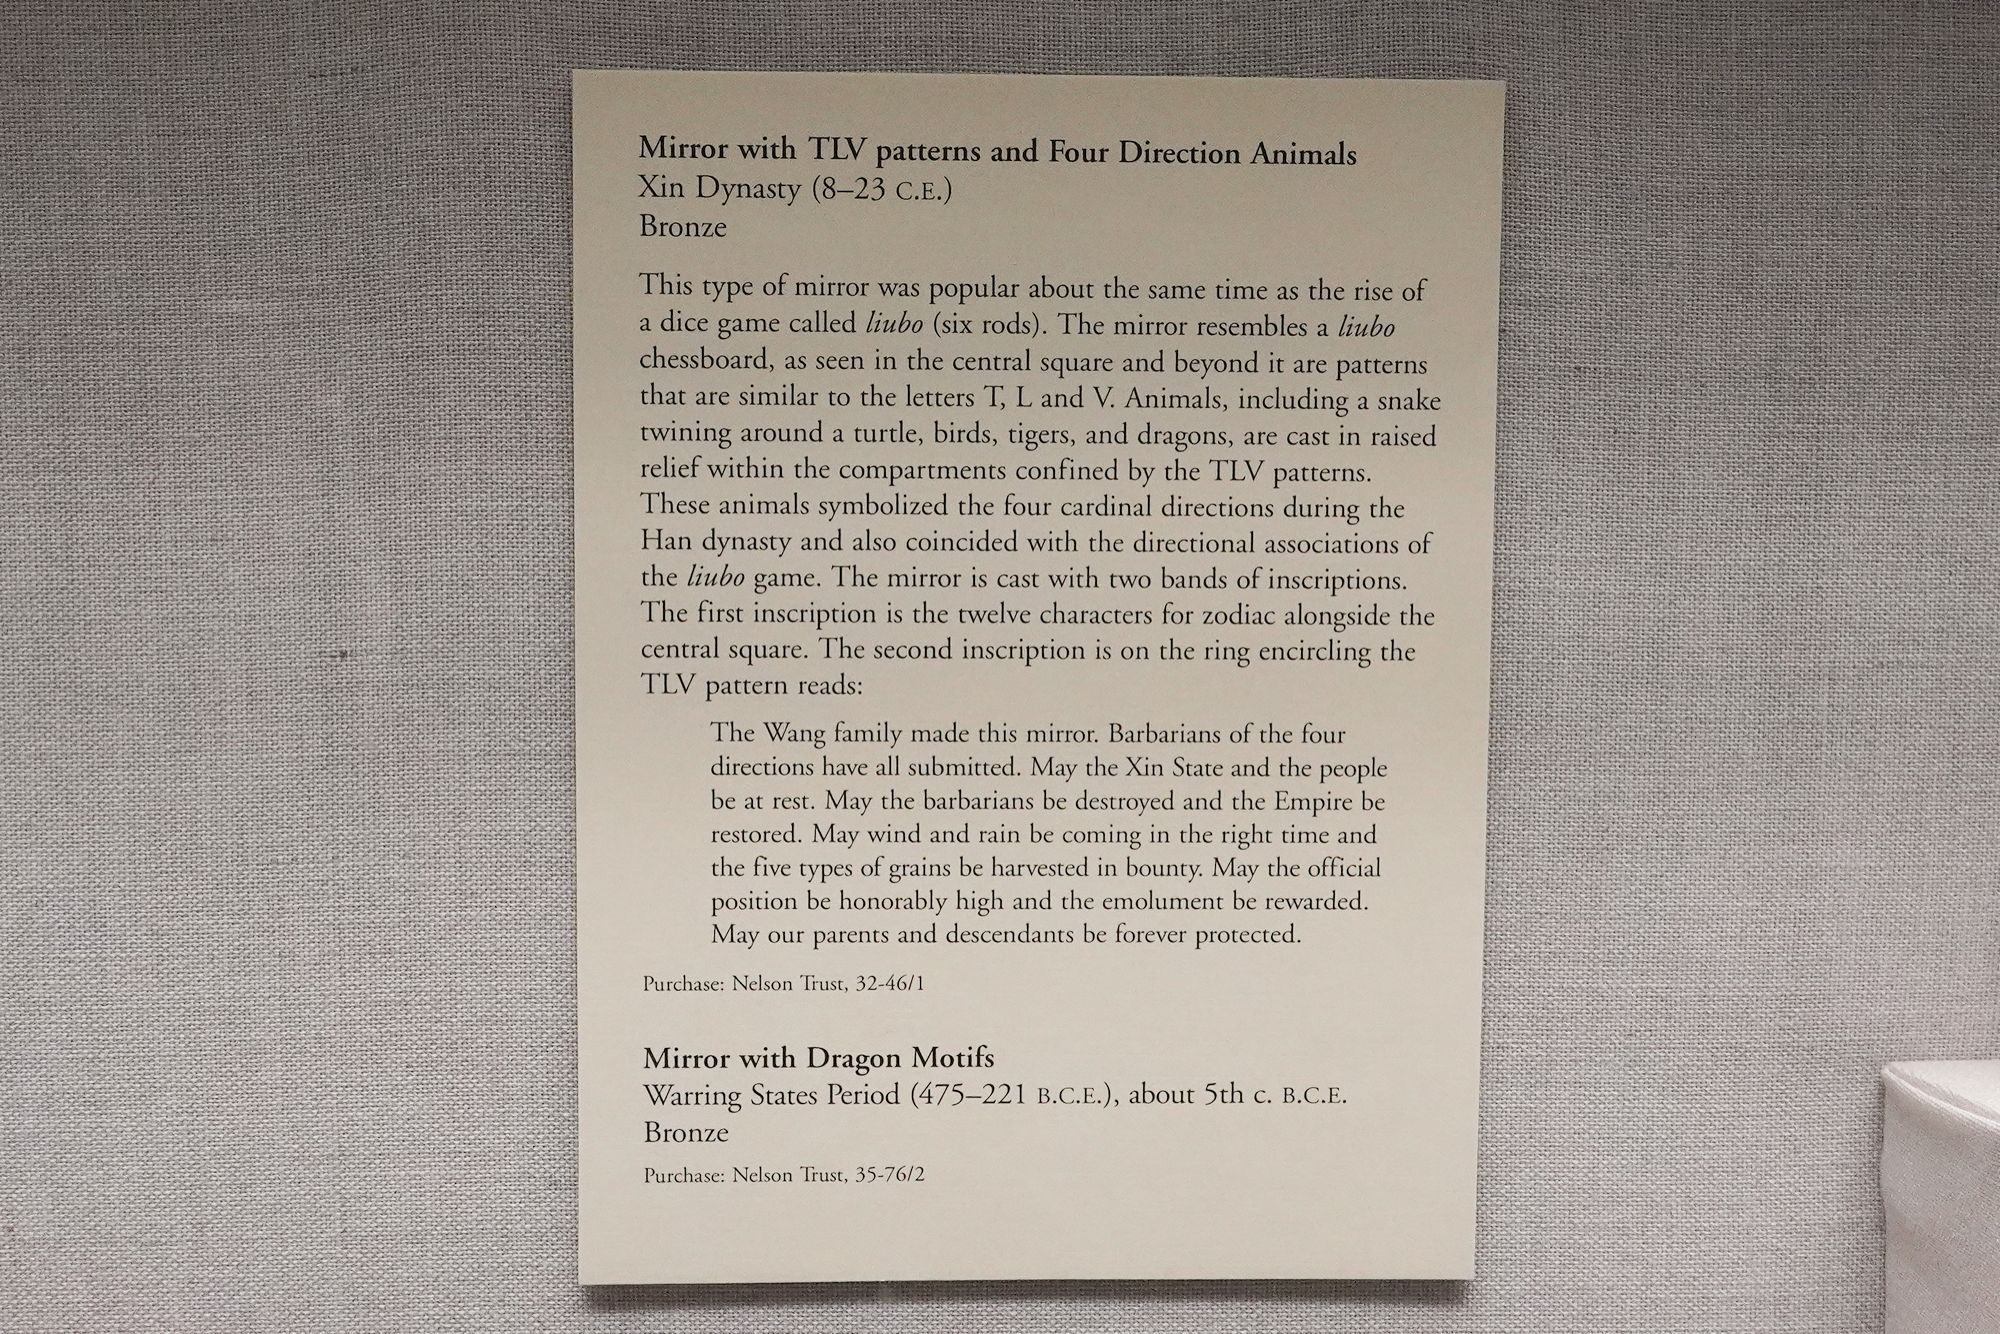 Mirror with TLV patterns and Four Direction Animals
Xin Dynasty (8–23 C.E.)
Bronze
This type of mirror was popular about the same time as the rise of
a dice game called liubo (six rods). The mirror resembles a liubo
chessboard, as seen in the central square and beyond it are patterns
that are similar to the letters T, L and V. Animals, including a snake
twining around a turtle, birds, tigers, and dragons, are cast in raised
relief within the compartments confined by the TLV patterns.
These animals symbolized the four cardinal directions during the
Han dynasty and also coincided with the directional associations of
the liubo game. The mirror is cast with two bands of inscriptions.
The first inscription is the twelve characters for zodiac alongside the
central square. The second inscription is on the ring encircling the
TLV pattern reads:
The Wang family made this mirror. Barbarians of the four
directions have all submitted. May the Xin State and the people
be at rest. May the barbarians be destroyed and the Empire be
restored. May wind and rain be coming in the right time and
the five types of grains be harvested in bounty. May the official
position be honorably high and the emolument be rewarded.
May our parents and descendants be forever protected.
Purchase: Nelson Trust, 32-46/1
Mirror with Dragon Motifs
Warring States Period (475–221 B.C.E.), about 5th c. B.C.E.
Bronze
Purchase: Nelson Trust, 35-76/2